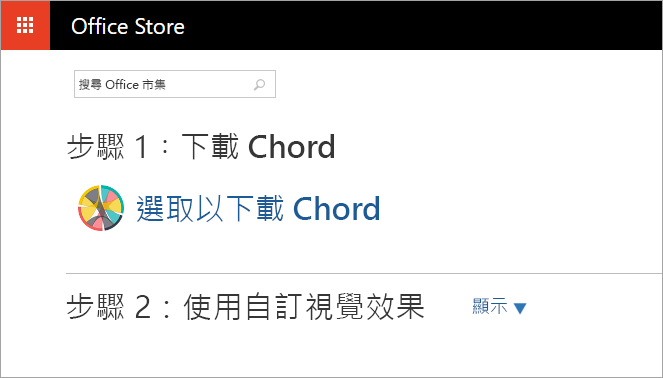 Office Store
搜尋 Office 市集
步驟 1：下載 Chord
選取以下載 Chord
步驟 2：使用自訂視覺效果
顯示